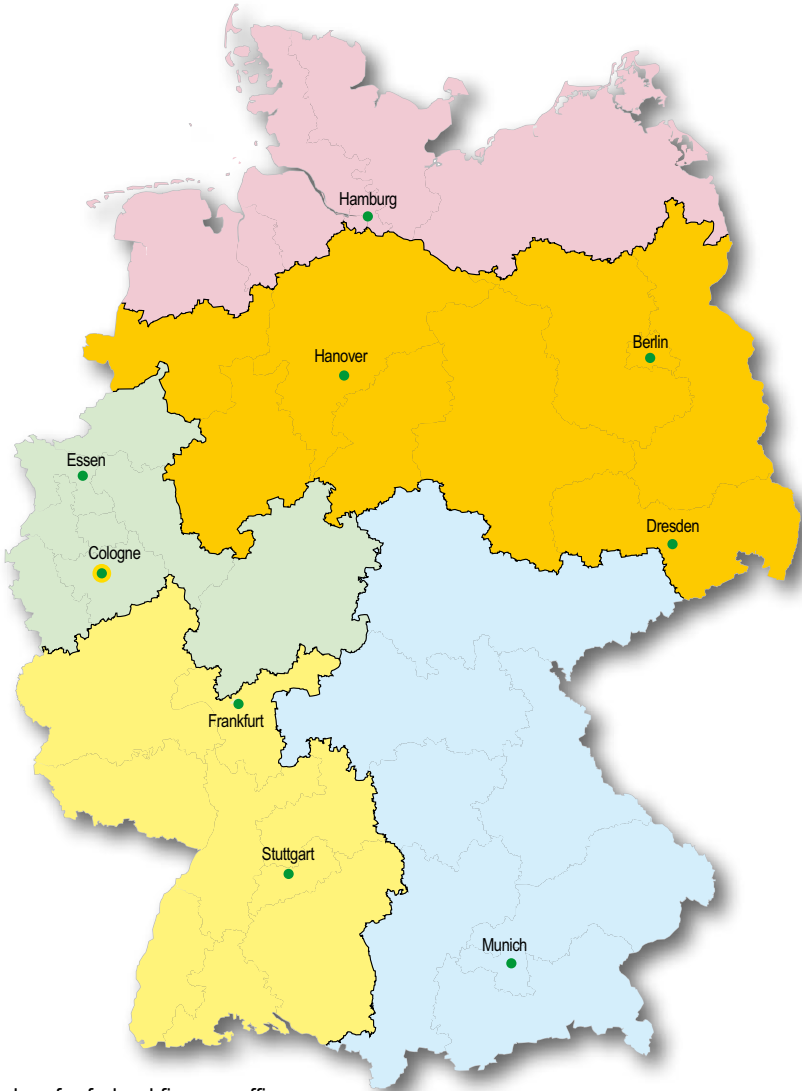 Hamburg
Hanover
Berlin
Essen
Dresden
Cologne
Frankfurt
Stuttgart
Munich